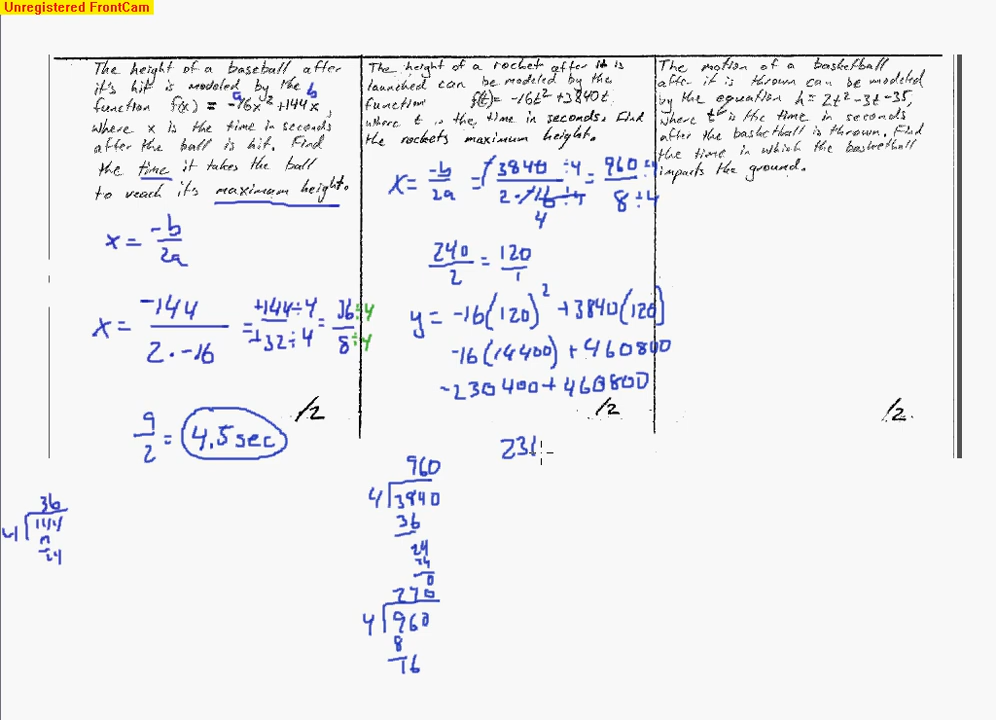 Unregistered FrontCam
The height of a baseball after
it's hit is modeled by the
a b
function f(x) = -16x² + 144x,
where x is the time in seconds
after the ball is hit. Find
the time it takes the ball
to reach its maximum height.
x = -b/2a
x = -144/2·-16 = +144÷4/+32÷4 = 36÷4/8÷4
9/2 = 4.5 sec
/2
36
4 144
24
The height of a rocket after it is
launched can be modeled by the
function f(t) = -16t² + 3840t
where t is the time in seconds. Find
the rockets maximum height.
x = -b/2a = -3840÷4/2·-16÷4 = 960÷4/8÷4
4
240/2 = 120/1
y = -16(120)² + 3840(120)
-16(14400) + 460800
-230400 + 460800
/2
960
4 3840
36
24
24
0
4 960
8
16
The motion of a basketball
after it is thrown can be modeled
by the equation h = 2t² - 3t - 35,
where t is the time in seconds
after the basketball is thrown. Find
the time in which the basketball
imparts the ground.
/2